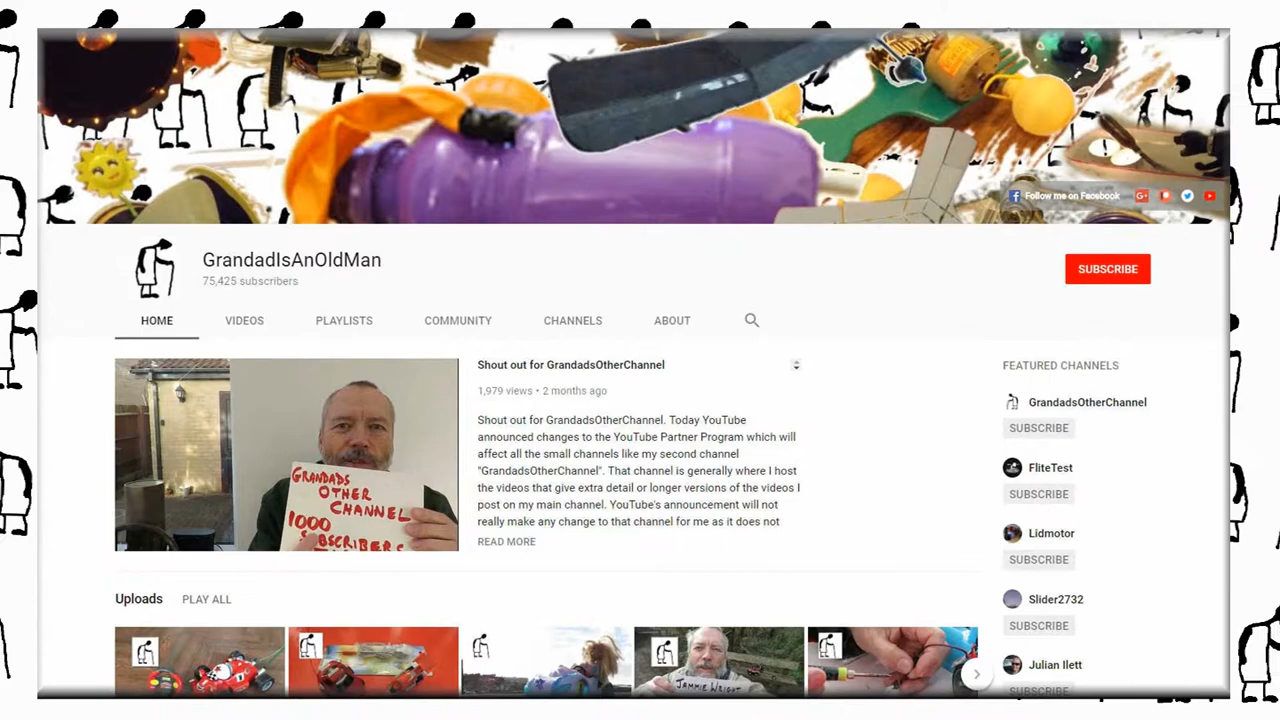 Follow me on Facebook
GrandadIsAnOldMan
75,425 subscribers
SUBSCRIBE
HOME
VIDEOS
PLAYLISTS
COMMUNITY
CHANNELS
ABOUT
GRANDADS
OTHER
CHANNEL
1000
SUBSCRIBERS
Shout out for GrandadsOtherChannel
1,979 views • 2 months ago
Shout out for GrandadsOtherChannel. Today YouTube
announced changes to the YouTube Partner Program which will
affect all the small channels like my second channel
"GrandadsOtherChannel". That channel is generally where I host
the videos that give extra detail or longer versions of the videos I
post on my main channel. YouTube's announcement will not
really make any change to that channel for me as it does not
READ MORE
FEATURED CHANNELS
GrandadsOtherChannel
SUBSCRIBE
FliteTest
SUBSCRIBE
Lidmotor
SUBSCRIBE
Slider2732
SUBSCRIBE
Julian Ilett
SUBSCRIBE
Uploads
PLAY ALL
JAMMIE WRIGHT